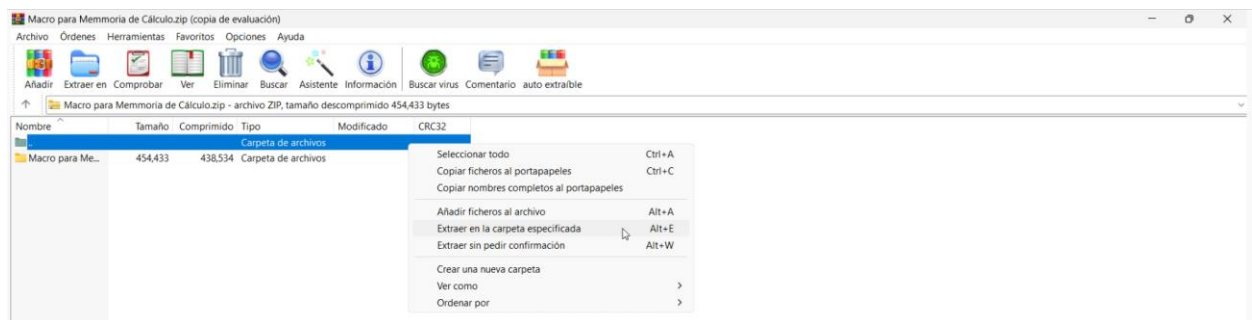 Macro para Memmoria de Cálculo.zip (copia de evaluación)
Archivo Órdenes Herramientas Favoritos Opciones Ayuda
Añadir Extraer en Comprobar Ver Eliminar Buscar Asistente Información Buscar virus Comentario auto extraíble
Macro para Memmoria de Cálculo.zip - archivo ZIP, tamaño descomprimido 454,433 bytes
Nombre Tamaño Comprimido Tipo Modificado CRC32
.. Carpeta de archivos
Macro para Me... 454,433 438,534 Carpeta de archivos
Seleccionar todo Ctrl+A
Copiar ficheros al portapapeles Ctrl+C
Copiar nombres completos al portapapeles
Añadir ficheros al archivo Alt+A
Extraer en la carpeta especificada Alt+E
Extraer sin pedir confirmación Alt+W
Crear una nueva carpeta
Ver como
Ordenar por